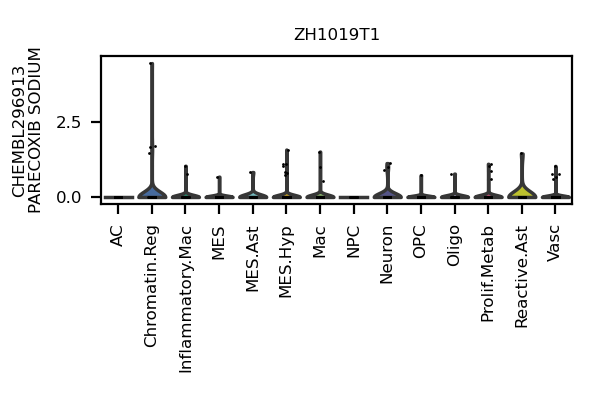 ZH1019T1
CHEMBL296913
PARECOXIB SODIUM
2.5
0.0
AC
Chromatin.Reg
Inflammatory.Mac
MES
MES.Ast
MES.Hyp
Mac
NPC
Neuron
OPC
Oligo
Prolif.Metab
Reactive.Ast
Vasc